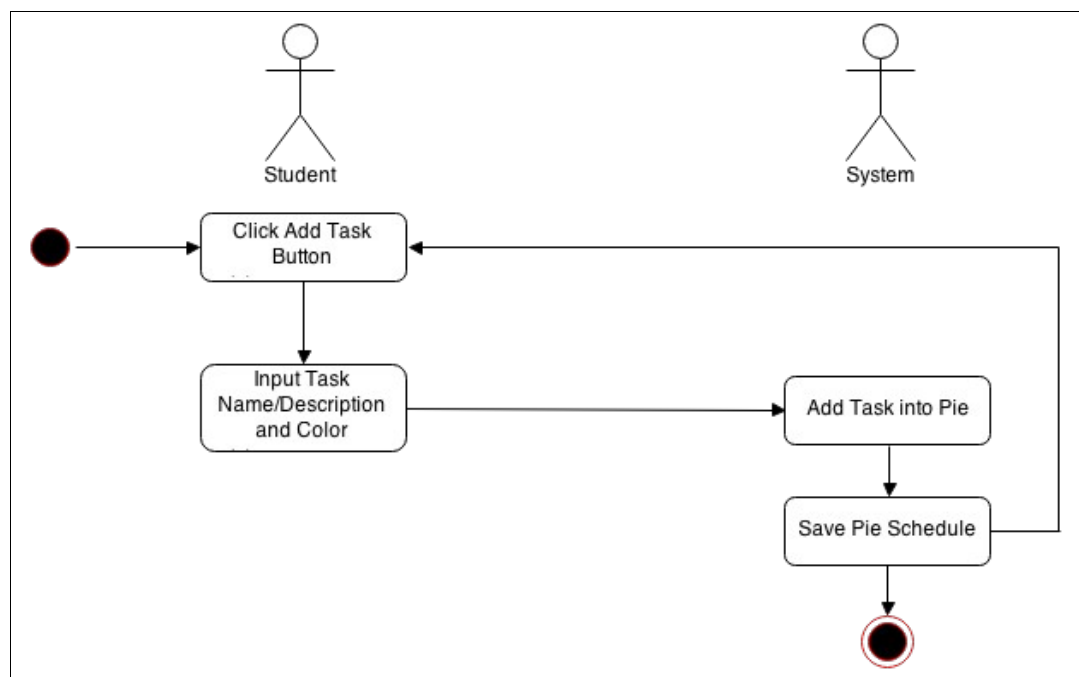 Student
System
Click Add Task
Button
Input Task
Name/Description
and Color
Add Task into Pie
Save Pie Schedule